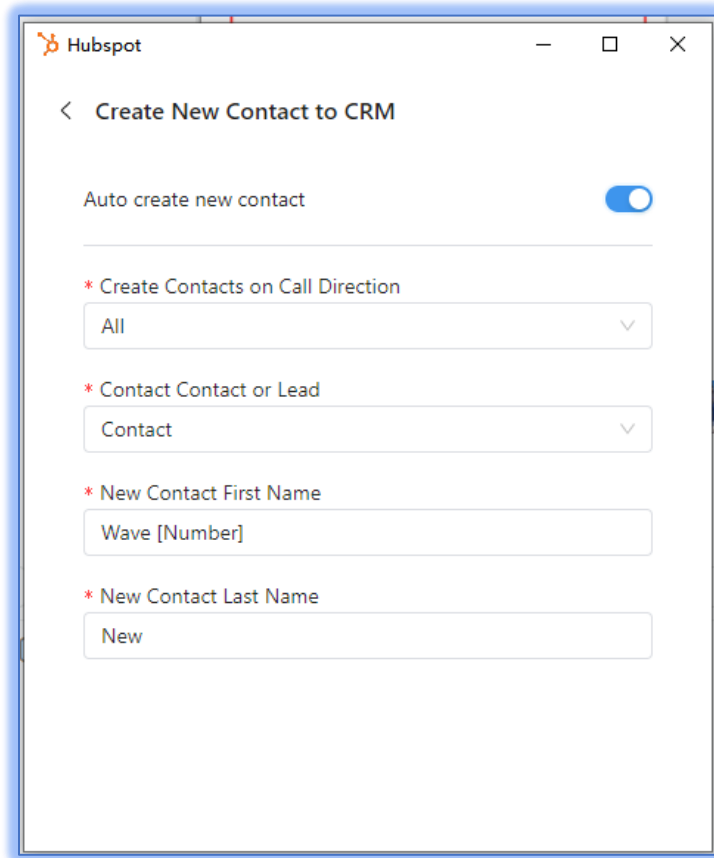 Hubspot
Create New Contact to CRM
Auto create new contact
* Create Contacts on Call Direction
All
* Contact Contact or Lead
Contact
* New Contact First Name
Wave [Number]
* New Contact Last Name
New